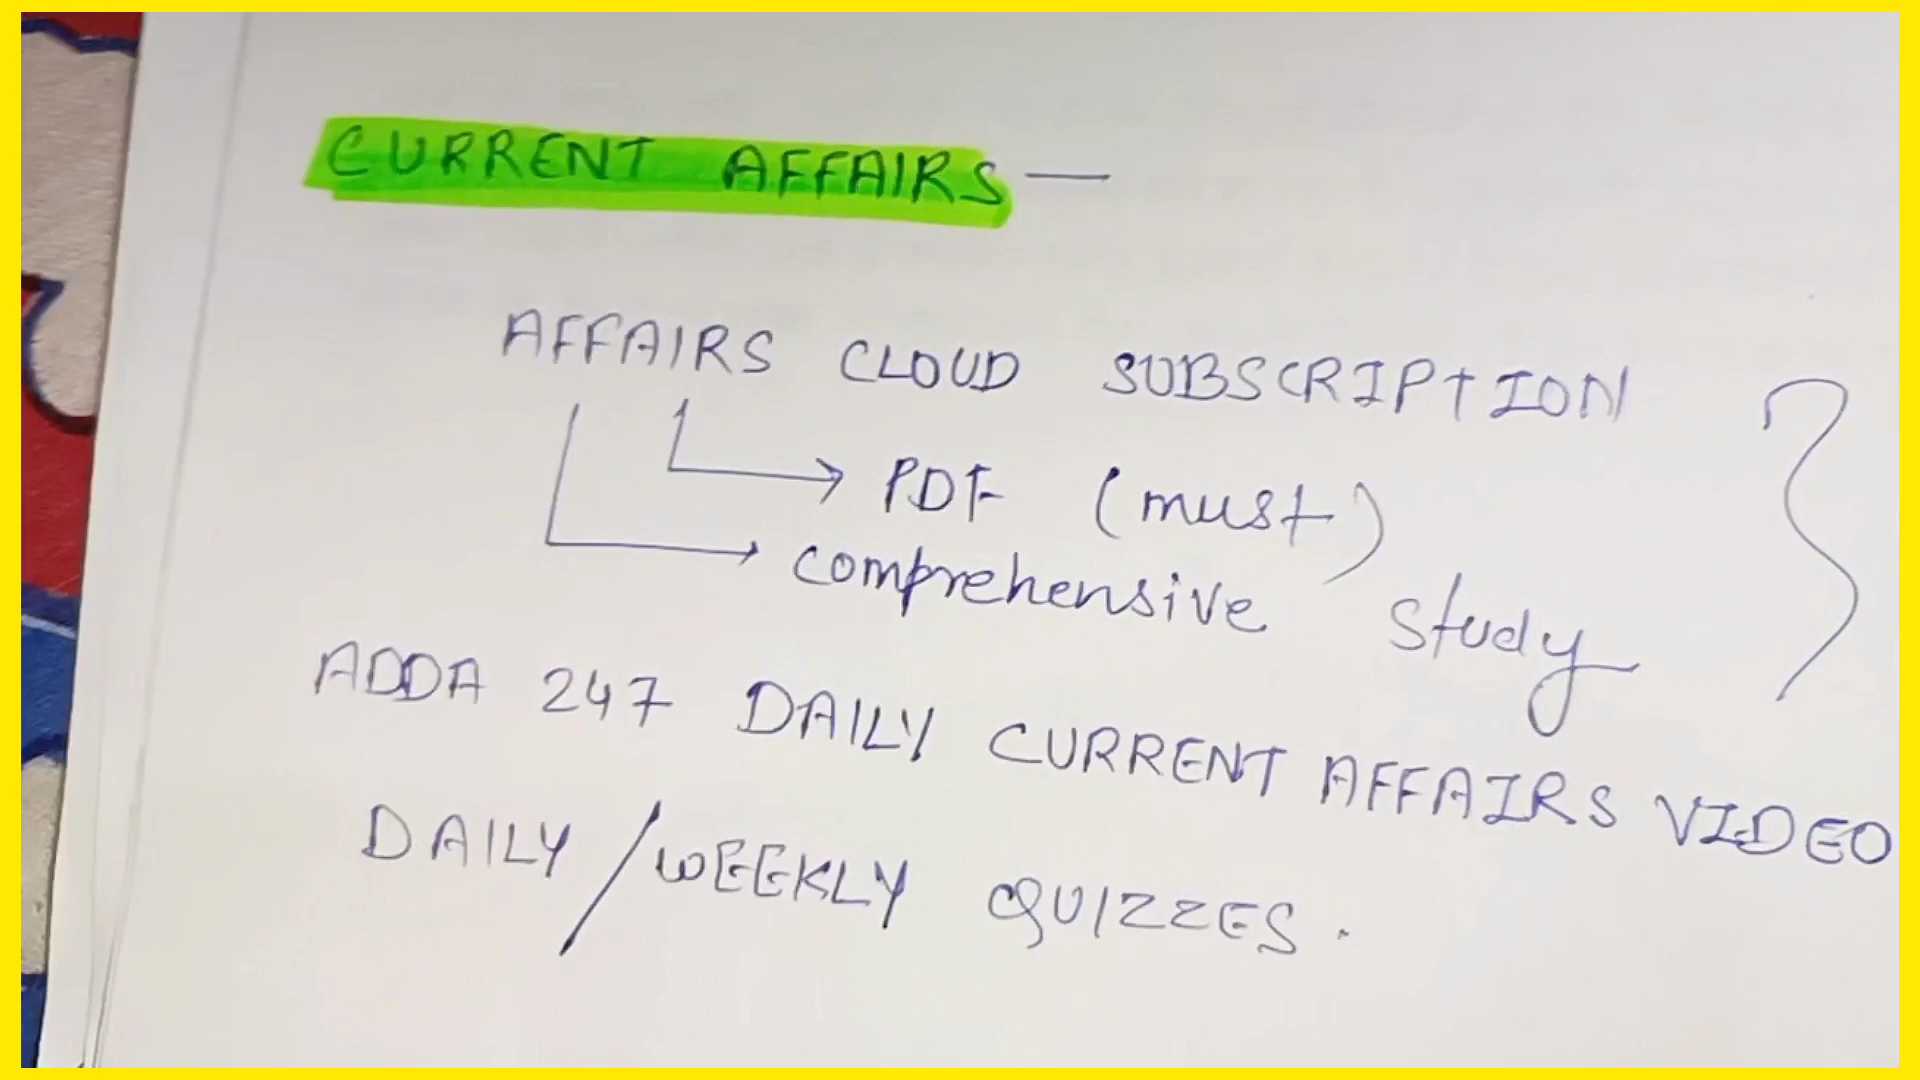 CURRENT AFFAIRS —
AFFAIRS CLOUD SUBSCRIPTION
PDF (must)
comprehensive study
ADDA 247 DAILY CURRENT AFFAIRS VIDEO
DAILY / WEEKLY QUIZZES.